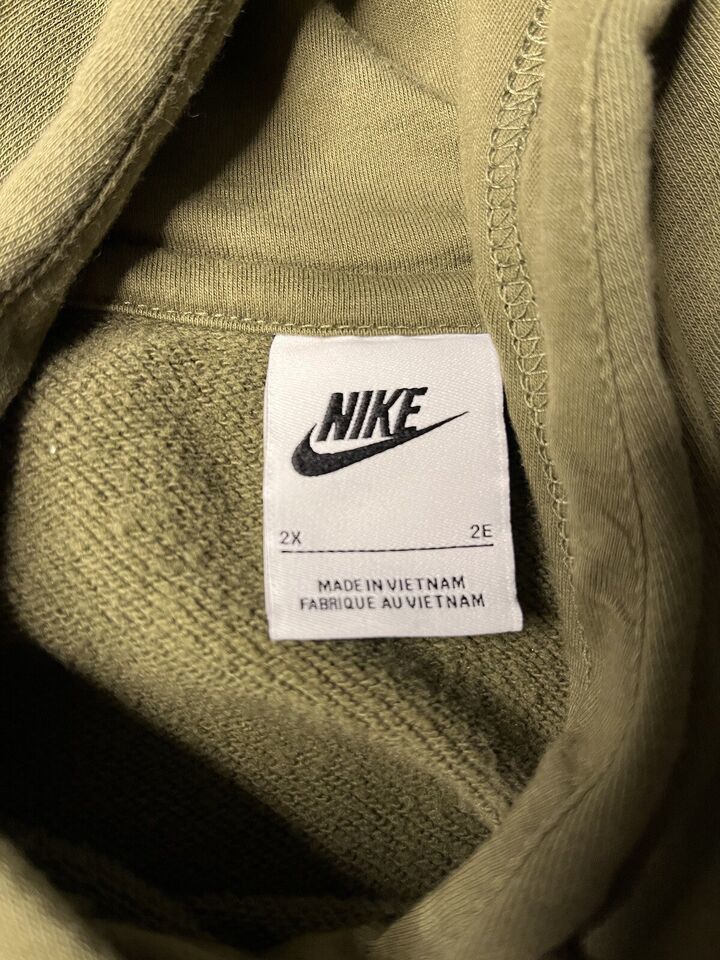 NIKE
2X 2E
MADE IN VIETNAM
FABRIQUE AU VIETNAM